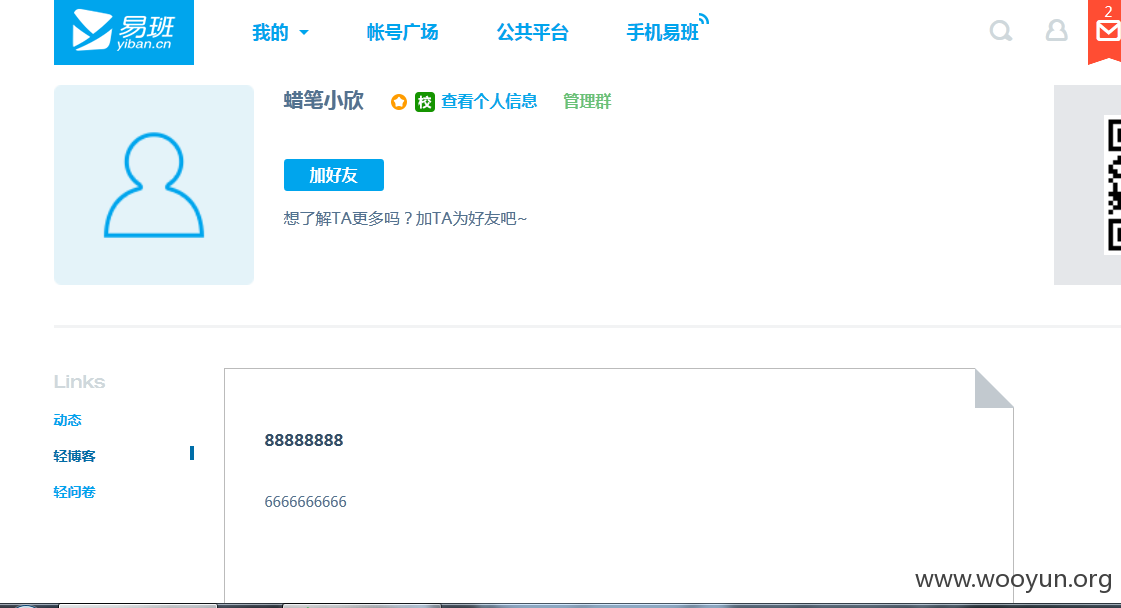 易班
yiban.cn
我的 帐号广场 公共平台 手机易班
2
蜡笔小欣 校 查看个人信息 管理群
加好友
想了解TA更多吗？加TA为好友吧~
Links
动态
轻博客
轻问卷
88888888
6666666666
www.wooyun.org